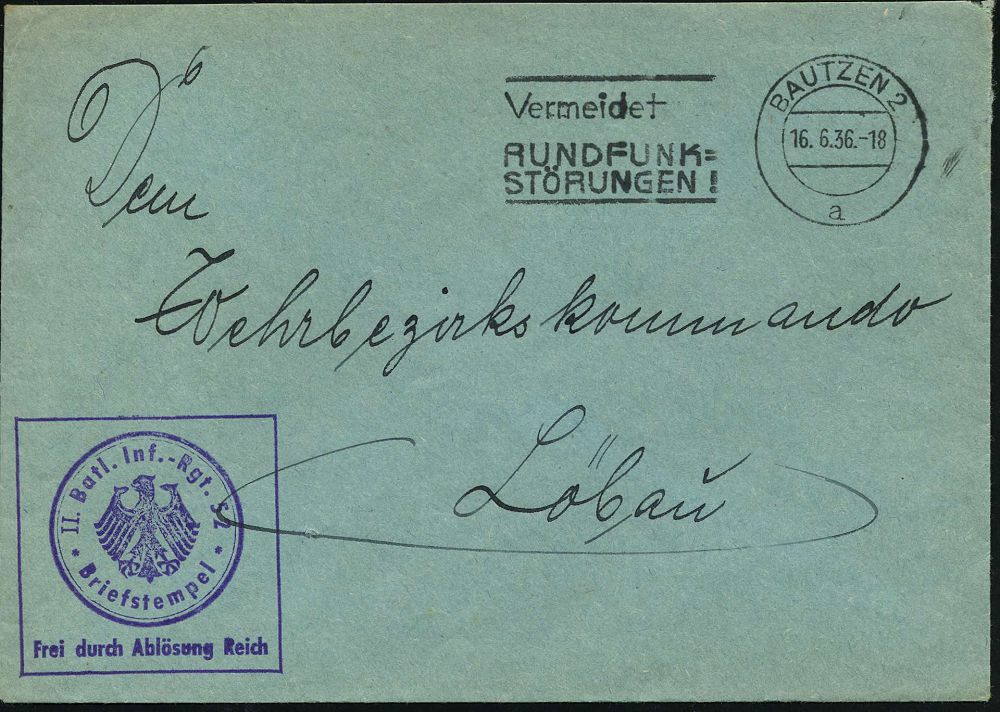 Vermeidet
RUNDFUNK=
STÖRUNGEN !
BAUTZEN 2
16. 6.36.-18
a
Dem
Wehrbezirkskommando
Löbau
II. Batl. Inf.-Rgt. 52
* Briefstempel *
Frei durch Ablösung Reich